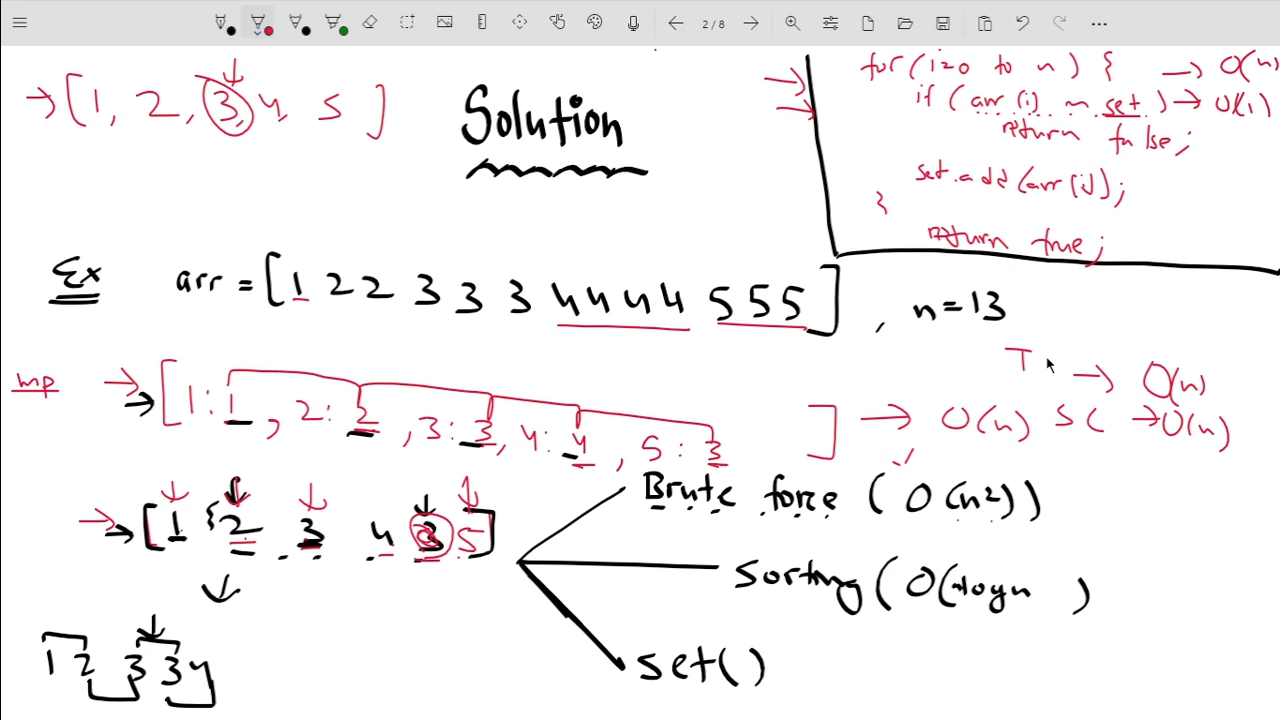 2/8
→ [1, 2, 3, 4, 5]
Solution
for(i=0 to n) { → O(n)
if (arr[i] in set) → O(1)
return false;
set.add(arr[i]);
}
return true;
Ex arr = [1 2 2 3 3 3 4 4 4 4 5 5 5], n=13
T → O(n)
mp → → [1:1, 2:2, 3:3, 4:4, 5:3] → O(n) SC → O(n)
Brute force (O(n2))
→ → [1 2 3 4 5]
Sorting (O(nlogn )
1 2 3 3 4
set()